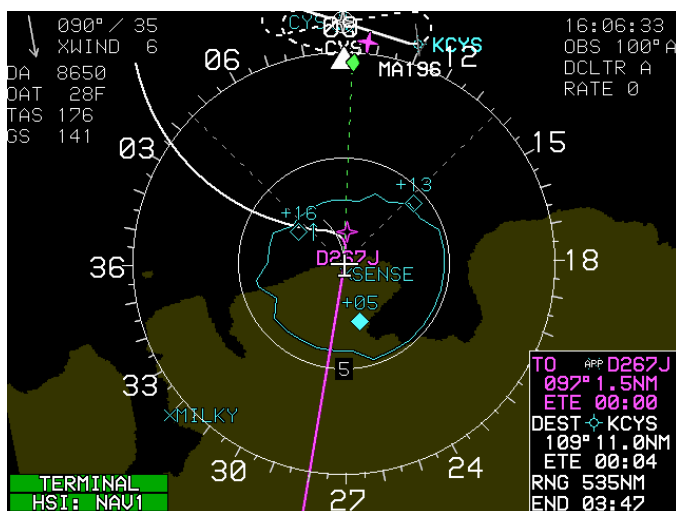 090° / 35
XWIND 6
DA 8650
OAT 28F
TAS 176
GS 141
16:06:33
OBS 100°A
DCLTR A
RATE 0
CYS
CYS
KCYS
MA196
06
12
03
15
+13
+16
D267J
36
SENSE
18
+05
5
33
MILKY
30
24
27
TO APP D267J
097° 1.5NM
ETE 00:00
DEST KCYS
109° 11.0NM
ETE 00:04
RNG 535NM
END 03:47
TERMINAL
HSI: NAV1